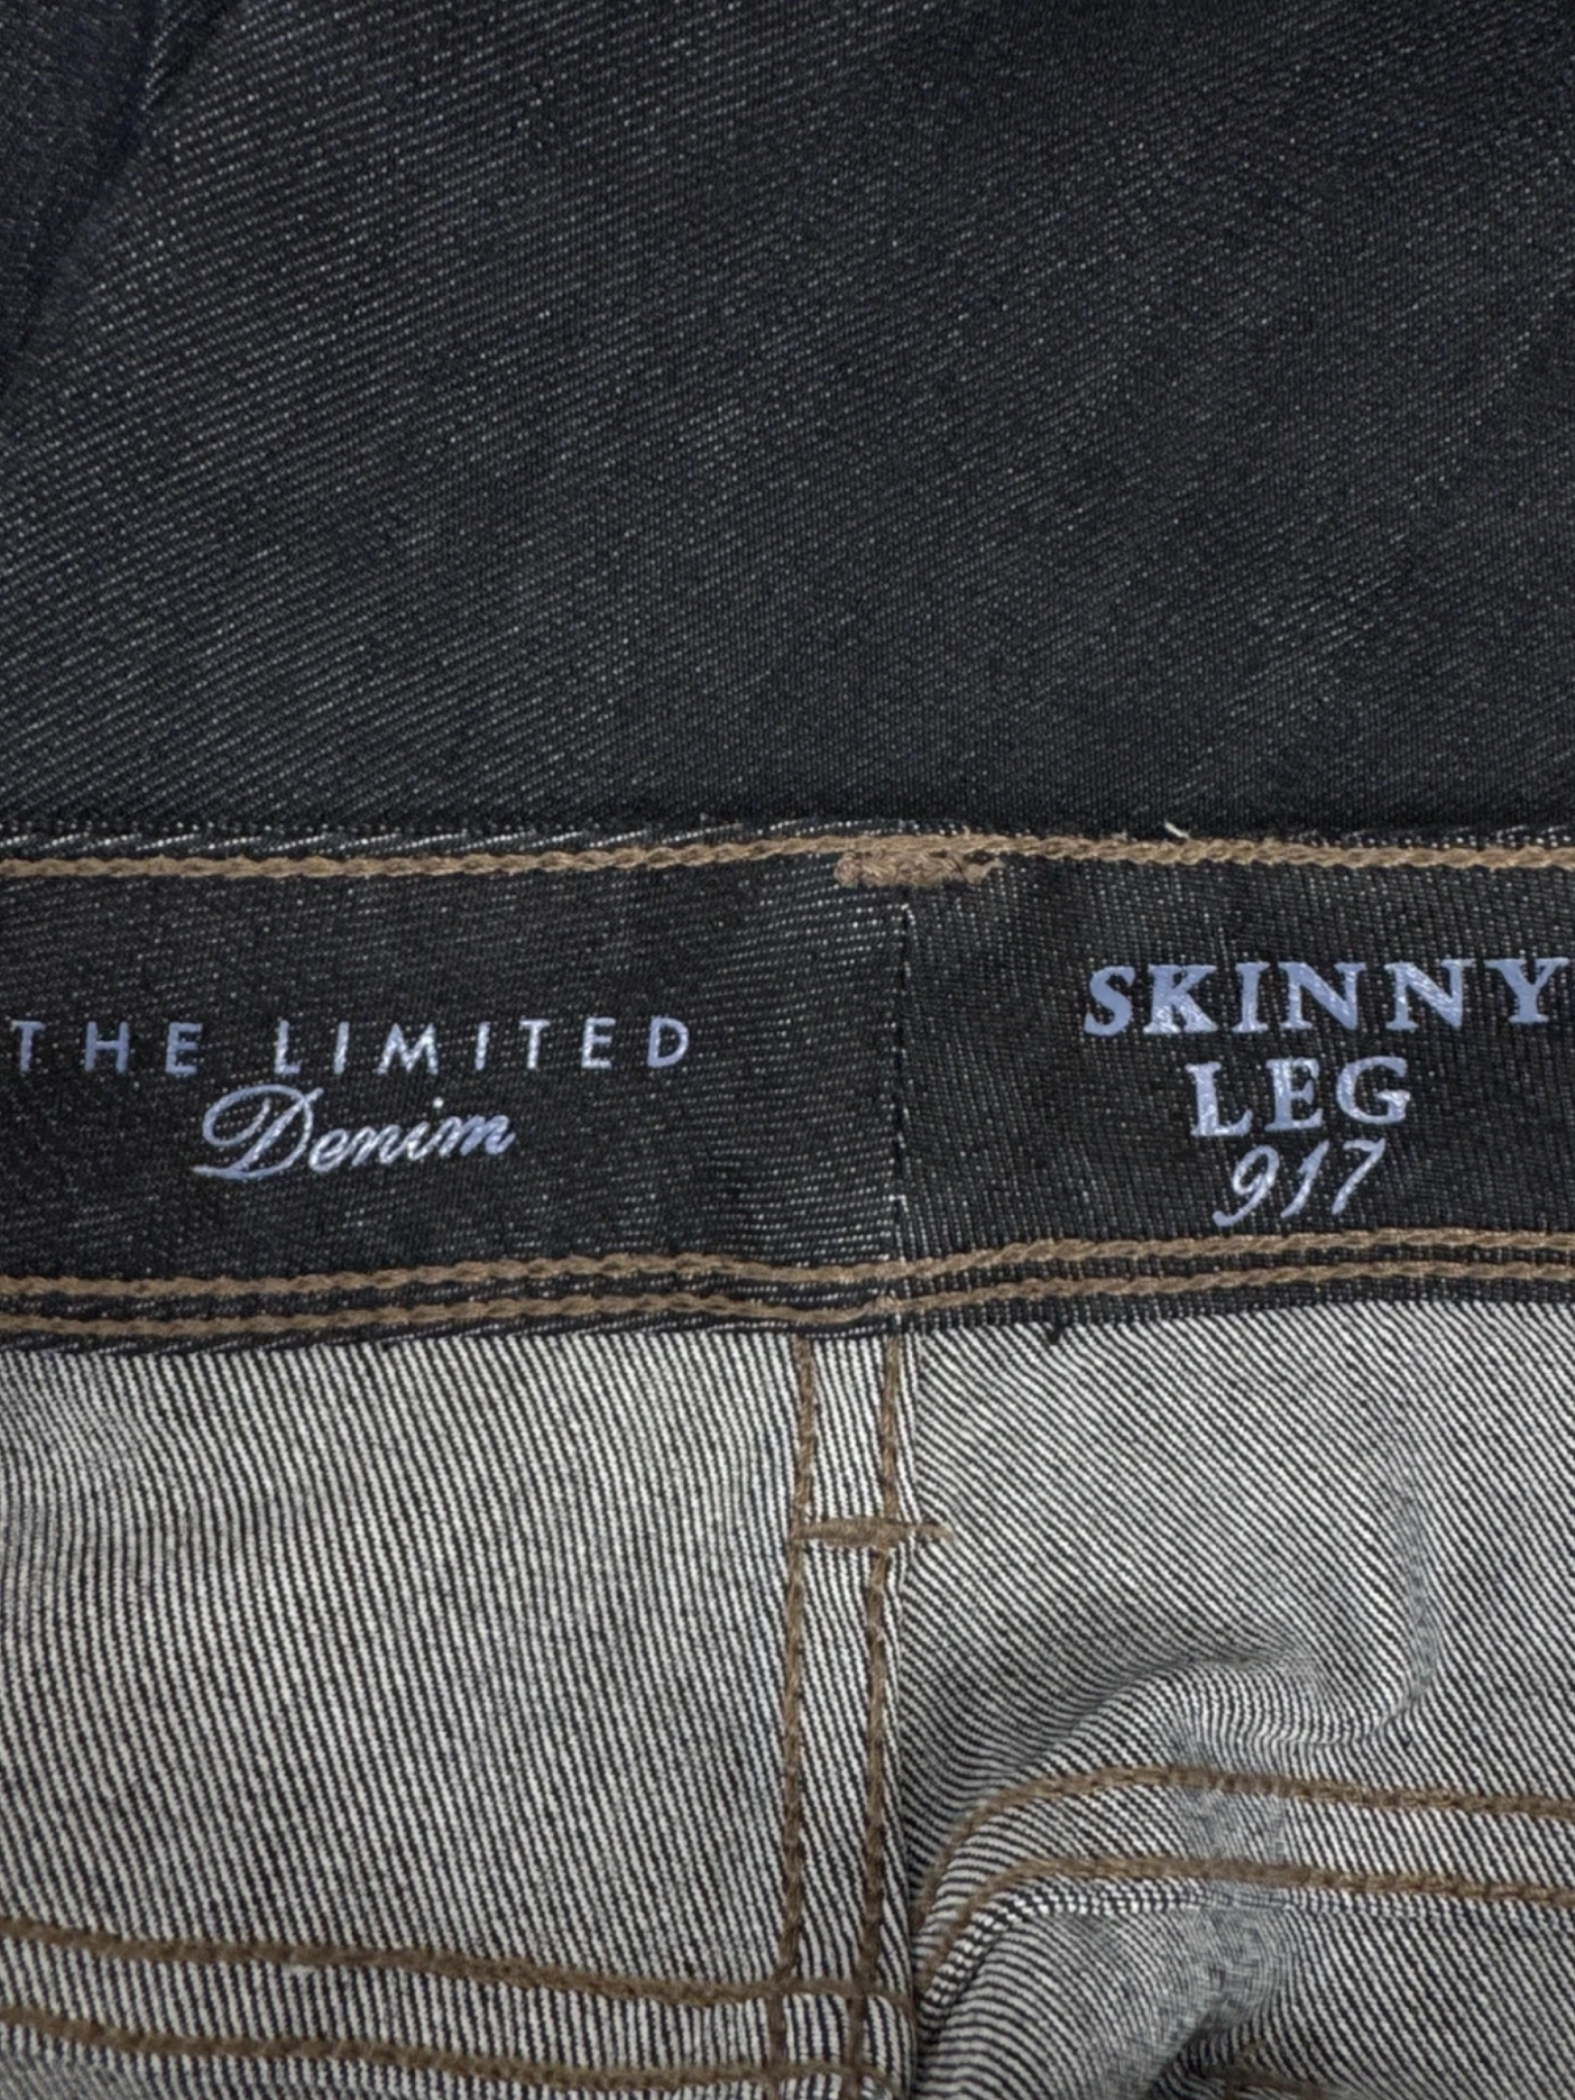 THE LIMITED
Denim
SKINNY
LEG
917